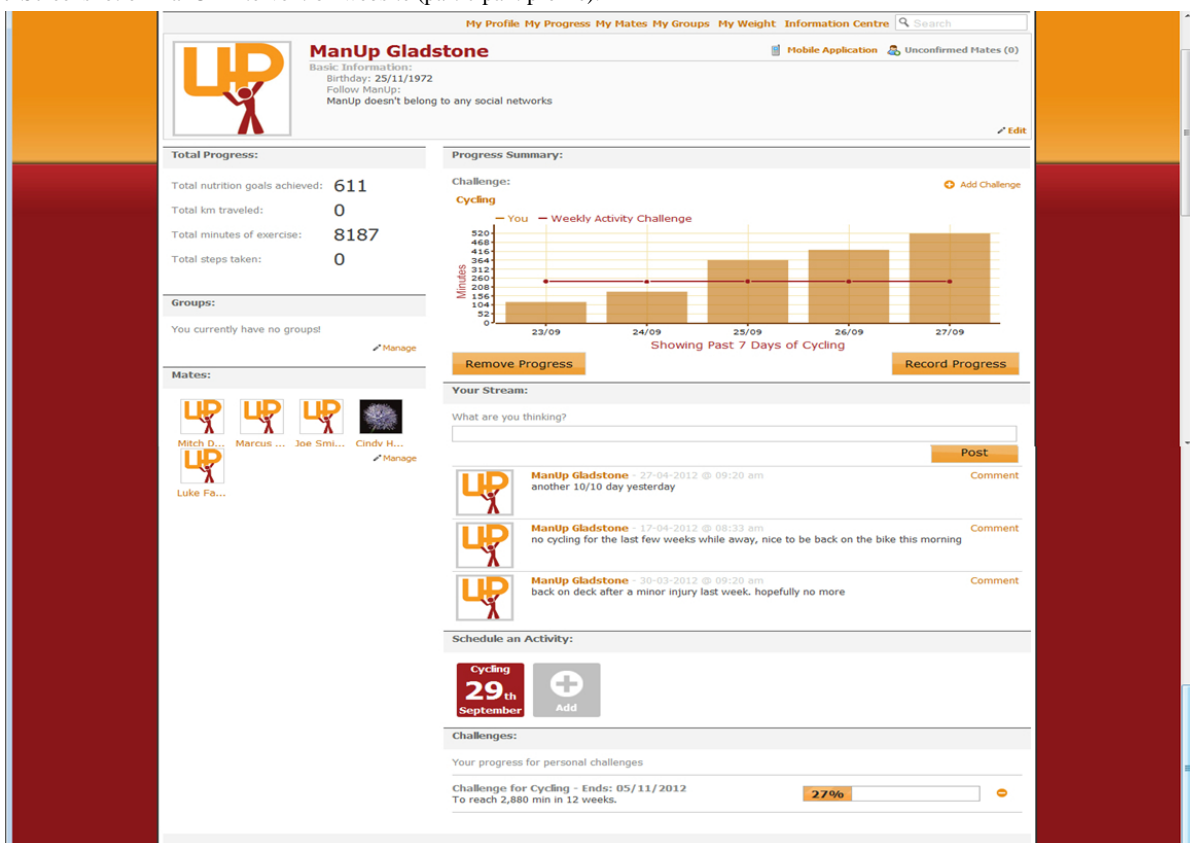 My Profile My Progress My Mates My Groups My Weight Information Centre Search
UP
ManUp Gladstone
Mobile Application Unconfirmed Mates (0)
Basic Information:
Birthday: 25/11/1972
Follow ManUp:
ManUp doesn't belong to any social networks
Edit
Total Progress:
Total nutrition goals achieved: 611
Total km traveled: 0
Total minutes of exercise: 8187
Total steps taken: 0
Groups:
You currently have no groups!
Manage
Mates:
UP UP UP
Mitch D... Marcus ... Joe Smi... Cindy H...
Manage
UP
Luke Fa...
Progress Summary:
Challenge:
Add Challenge
Cycling
You Weekly Activity Challenge
Minutes
520
468
416
364
312
260
208
156
104
52
0
23/09 24/09 25/09 26/09 27/09
Showing Past 7 Days of Cycling
Remove Progress Record Progress
Your Stream:
What are you thinking?
Post
UP
ManUp Gladstone - 27-04-2012 @ 09:20 am Comment
another 10/10 day yesterday
UP
ManUp Gladstone - 17-04-2012 @ 08:33 am Comment
no cycling for the last few weeks while away, nice to be back on the bike this morning
UP
ManUp Gladstone - 30-03-2012 @ 09:20 am Comment
back on deck after a minor injury last week. hopefully no more
Schedule an Activity:
Cycling
29th
September
Add
Challenges:
Your progress for personal challenges
Challenge for Cycling - Ends: 05/11/2012
To reach 2,880 min in 12 weeks.
27%